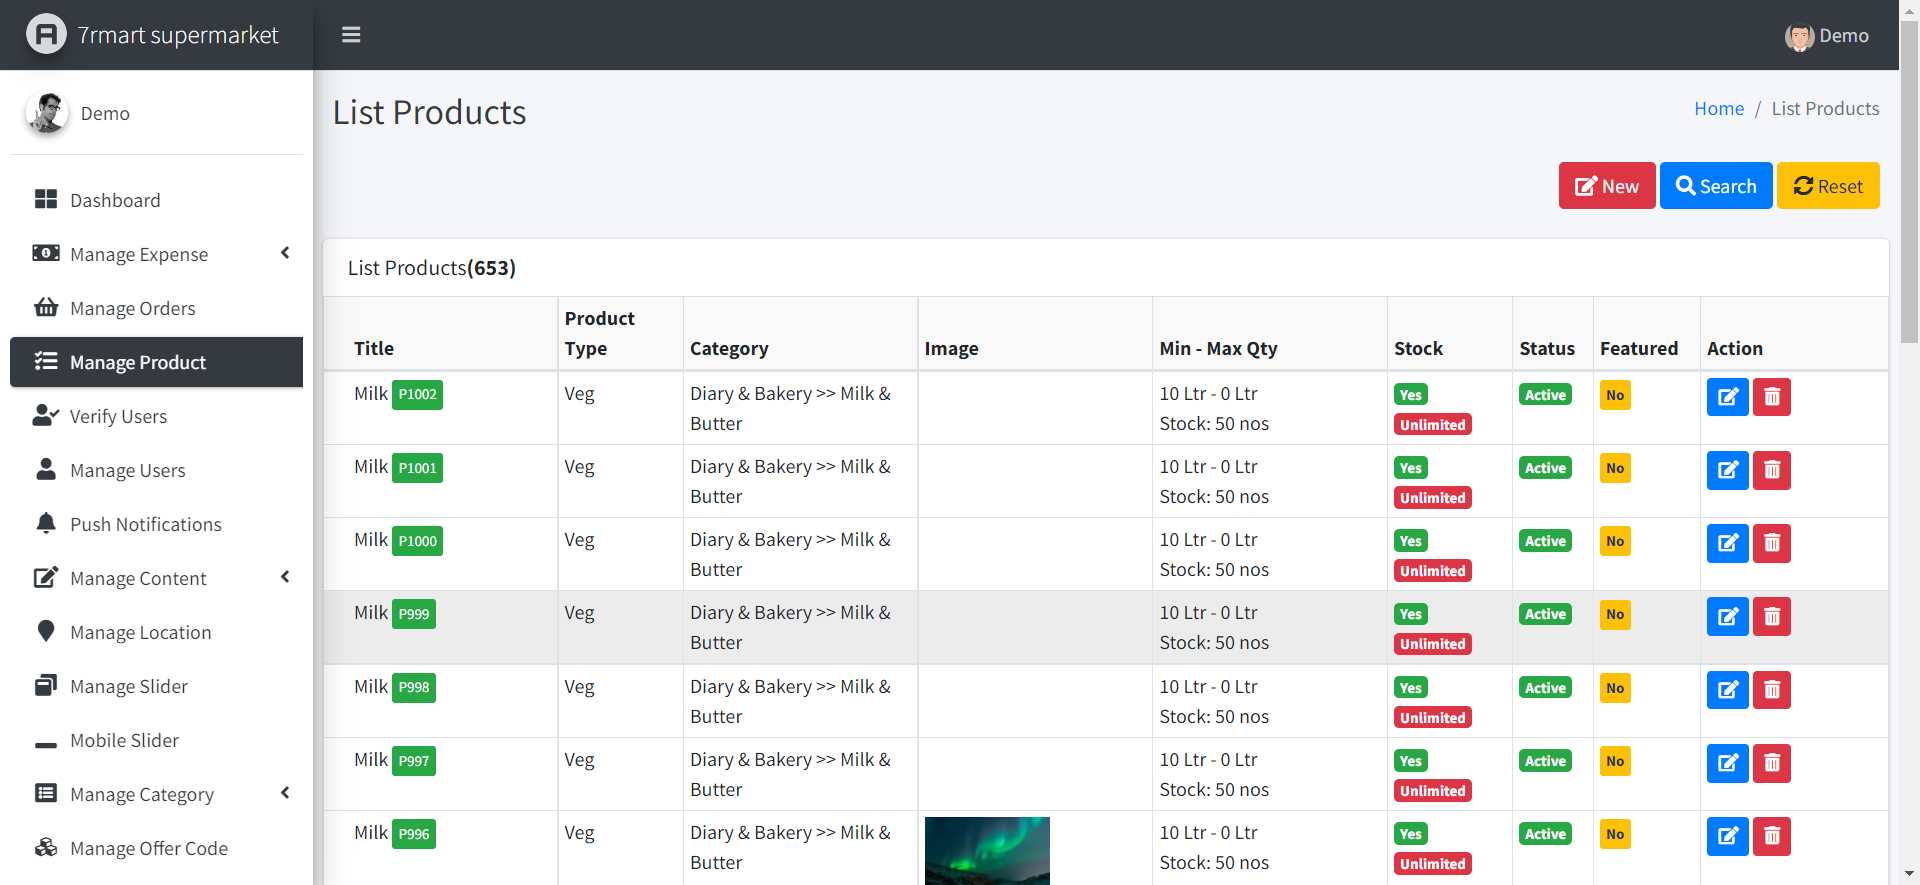 7rmart supermarket
Demo
Demo
Dashboard
Manage Expense
Manage Orders
Manage Product
Verify Users
Manage Users
Push Notifications
Manage Content
Manage Location
Manage Slider
Mobile Slider
Manage Category
Manage Offer Code
List Products
Home / List Products
New Search Reset
List Products(653)
Title Product Type Category Image Min - Max Qty Stock Status Featured Action
Milk P1002 Veg Diary & Bakery >> Milk & 10 Ltr - 0 Ltr Yes Active No
Butter Stock: 50 nos Unlimited
Milk P1001 Veg Diary & Bakery >> Milk & 10 Ltr - 0 Ltr Yes Active No
Butter Stock: 50 nos Unlimited
Milk P1000 Veg Diary & Bakery >> Milk & 10 Ltr - 0 Ltr Yes Active No
Butter Stock: 50 nos Unlimited
Milk P999 Veg Diary & Bakery >> Milk & 10 Ltr - 0 Ltr Yes Active No
Butter Stock: 50 nos Unlimited
Milk P998 Veg Diary & Bakery >> Milk & 10 Ltr - 0 Ltr Yes Active No
Butter Stock: 50 nos Unlimited
Milk P997 Veg Diary & Bakery >> Milk & 10 Ltr - 0 Ltr Yes Active No
Butter Stock: 50 nos Unlimited
Milk P996 Veg Diary & Bakery >> Milk & 10 Ltr - 0 Ltr Yes Active No
Butter Stock: 50 nos Unlimited